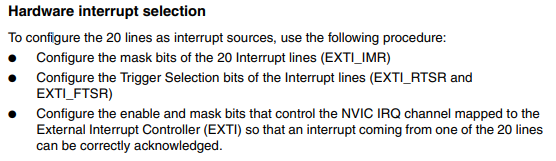 Hardware interrupt selection
To configure the 20 lines as interrupt sources, use the following procedure:
● Configure the mask bits of the 20 Interrupt lines (EXTI_IMR)
● Configure the Trigger Selection bits of the Interrupt lines (EXTI_RTSR and
EXTI_FTSR)
● Configure the enable and mask bits that control the NVIC IRQ channel mapped to the
External Interrupt Controller (EXTI) so that an interrupt coming from one of the 20 lines
can be correctly acknowledged.